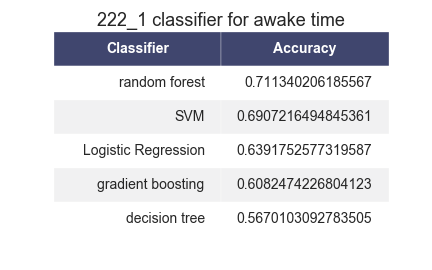 222_1 classifier for awake time
Classifier Accuracy
random forest 0.711340206185567
SVM 0.6907216494845361
Logistic Regression 0.6391752577319587
gradient boosting 0.6082474226804123
decision tree 0.5670103092783505